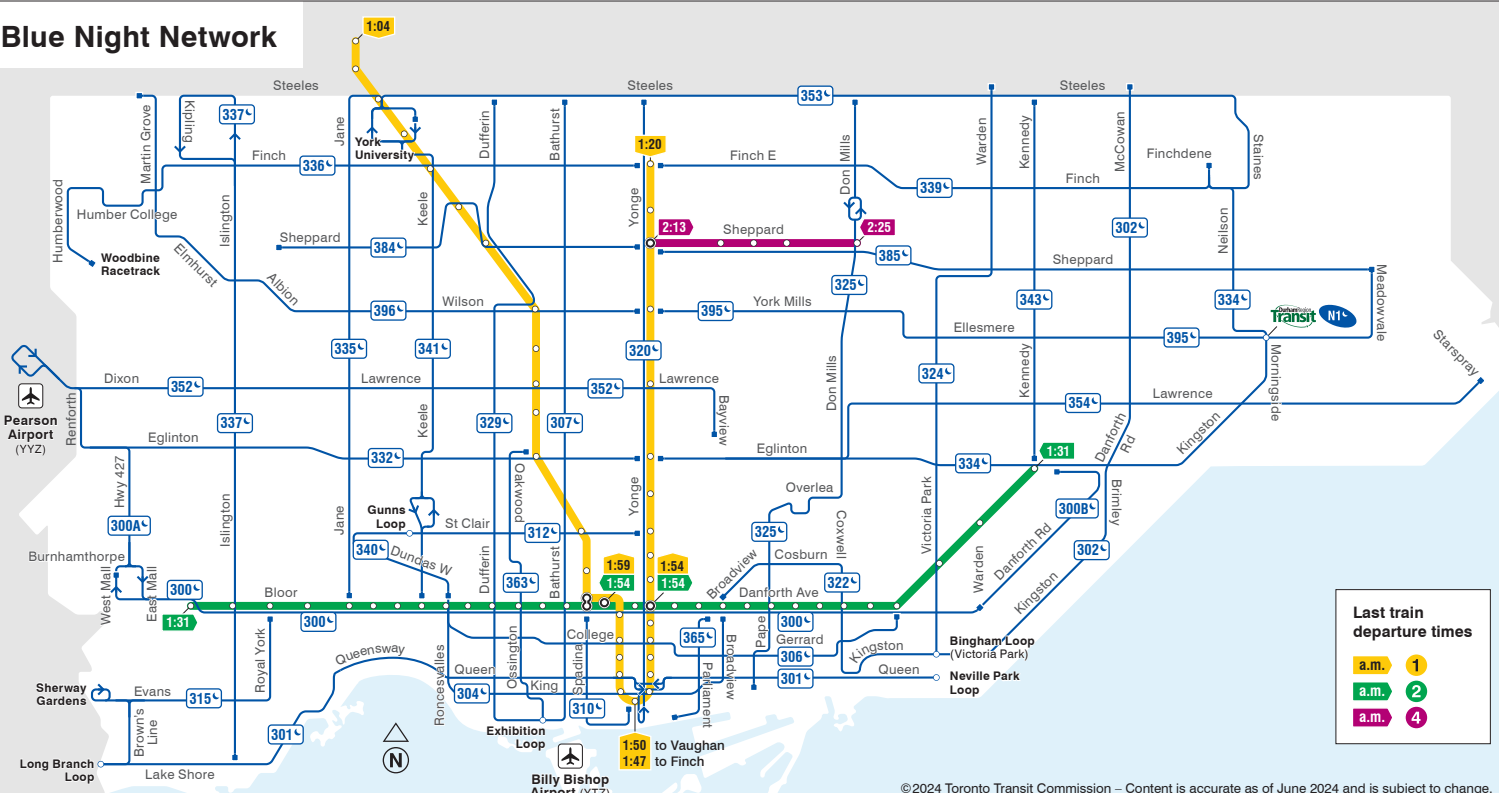 Blue Night Network
1:04
Steeles
Steeles
Steeles
353
337
Martin Grove
Kipling
Jane
York
University
Dufferin
Bathurst
1:20
Don Mills
Warden
Kennedy
McCowan
Finchdene
Staines
Finch
336
Finch E
339
Finch
Humberwood
Humber College
Islington
Keele
Yonge
2:13
Sheppard
2:25
302
Neilson
Sheppard
384
385
Sheppard
Woodbine
Racetrack
Elmhurst
Albion
325
Meadowvale
396
Wilson
395
York Mills
343
334
DurhamRegion
Transit
N1
Ellesmere
395
335
341
320
Starspray
Pearson
Airport
(YYZ)
Dixon
352
Lawrence
352
Lawrence
324
Kennedy
Morningside
Don Mills
354
Lawrence
Renforth
337
Keele
329
307
Bayview
Danforth
Rd
Kingston
Eglinton
332
Eglinton
334
1:31
Hwy 427
Oakwood
Yonge
Overlea
Victoria Park
Brimley
300A
Islington
Jane
Gunns
Loop
St Clair
312
325
Coxwell
300B
Burnhamthorpe
340
Dundas W
Dufferin
Bathurst
1:59
1:54
1:54
1:54
Broadview
Cosburn
Warden
Danforth Rd
302
West Mall
East Mall
300
Bloor
363
322
Danforth Ave
Kingston
1:31
300
300
Royal York
College
365
Pape
Gerrard
306
Kingston
Bingham Loop
(Victoria Park)
Queensway
Roncesvalles
Queen
Ossington
King
Spadina
Parliament
Broadview
301
Queen
Neville Park
Loop
Sherway
Gardens
Evans
315
304
310
Brown's
Line
301
Exhibition
Loop
Long Branch
Loop
Lake Shore
N
1:50 to Vaughan
1:47 to Finch
Billy Bishop
Airport (YTZ)
Last train
departure times
a.m. 1
a.m. 2
a.m. 4
©2024 Toronto Transit Commission – Content is accurate as of June 2024 and is subject to change.